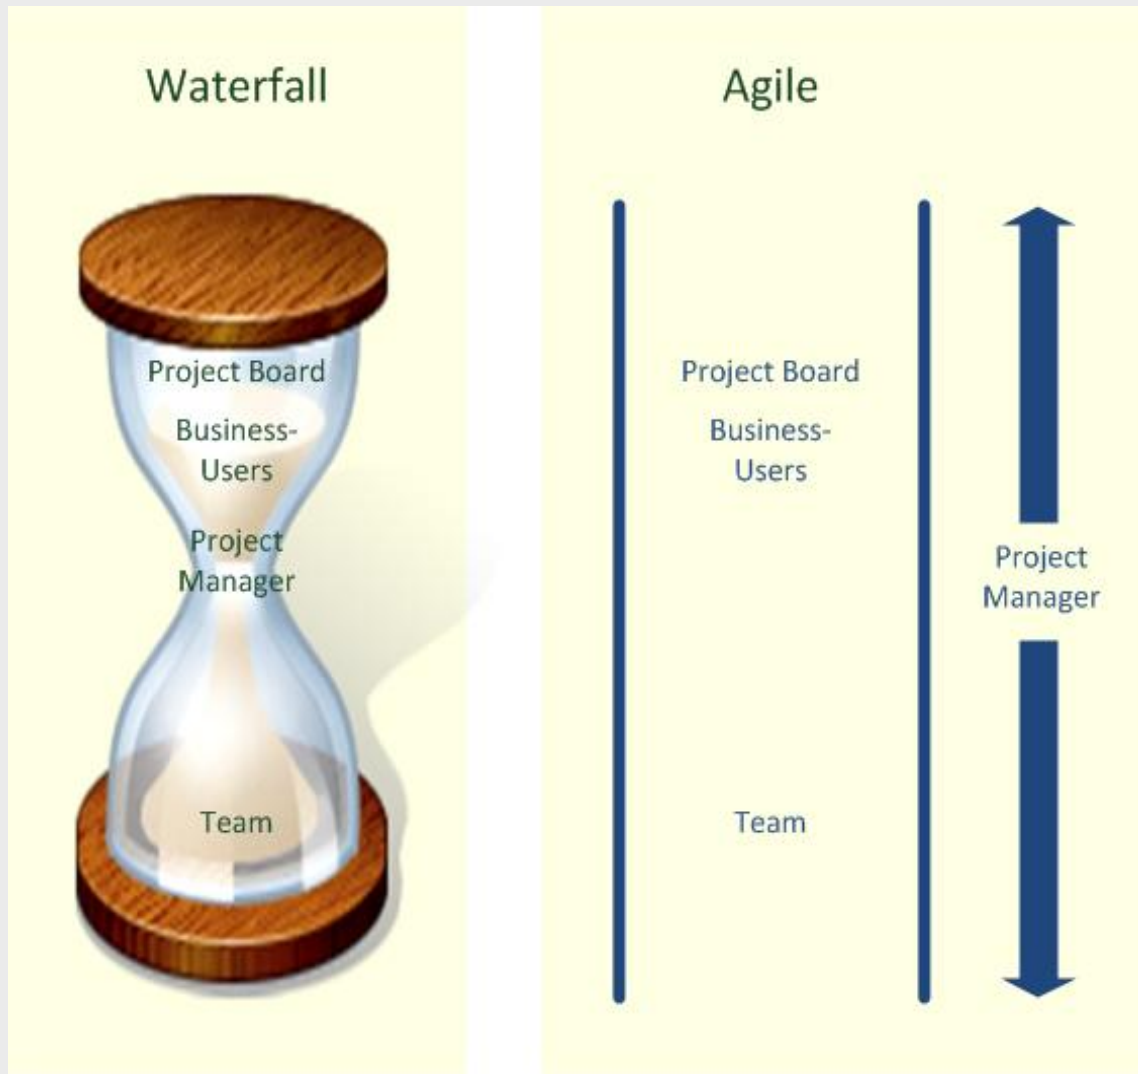 Waterfall
Project Board
Business-
Users
Project
Manager
Team
Agile
Project Board
Business-
Users
Project
Manager
Team